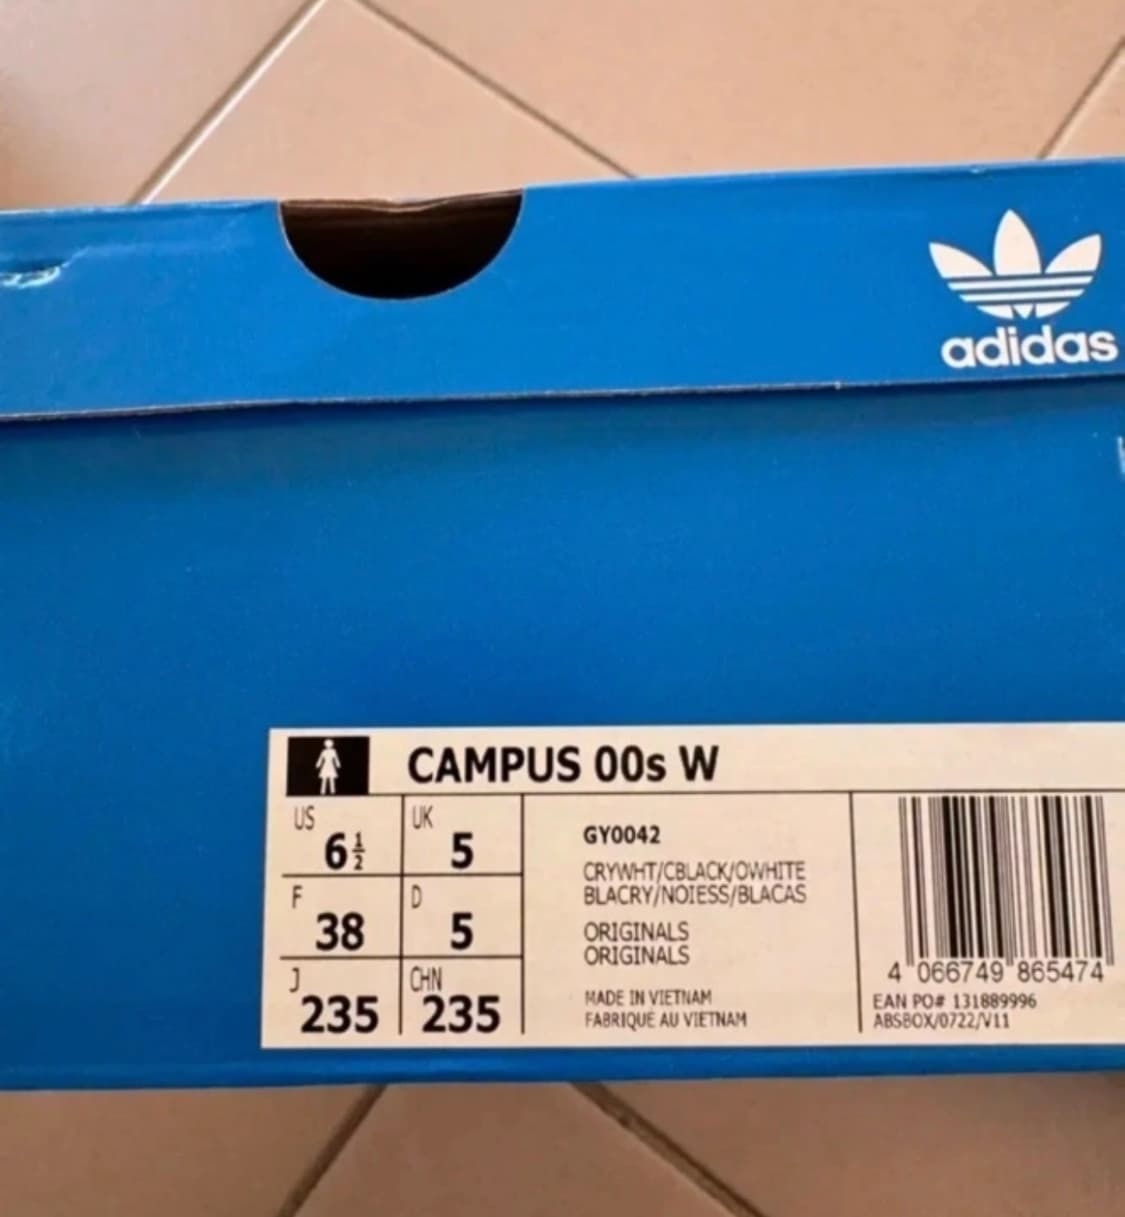 adidas
CAMPUS 00s W
US 6½ UK 5
F 38 D 5
J 235 CHN 235
GY0042
CRYWHT/CBLACK/OWHITE
BLACRY/NOIESS/BLACAS
ORIGINALS
ORIGINALS
MADE IN VIETNAM
FABRIQUE AU VIETNAM
4 066749 865474
EAN PO# 131889996
ABSBOX/0722/V11